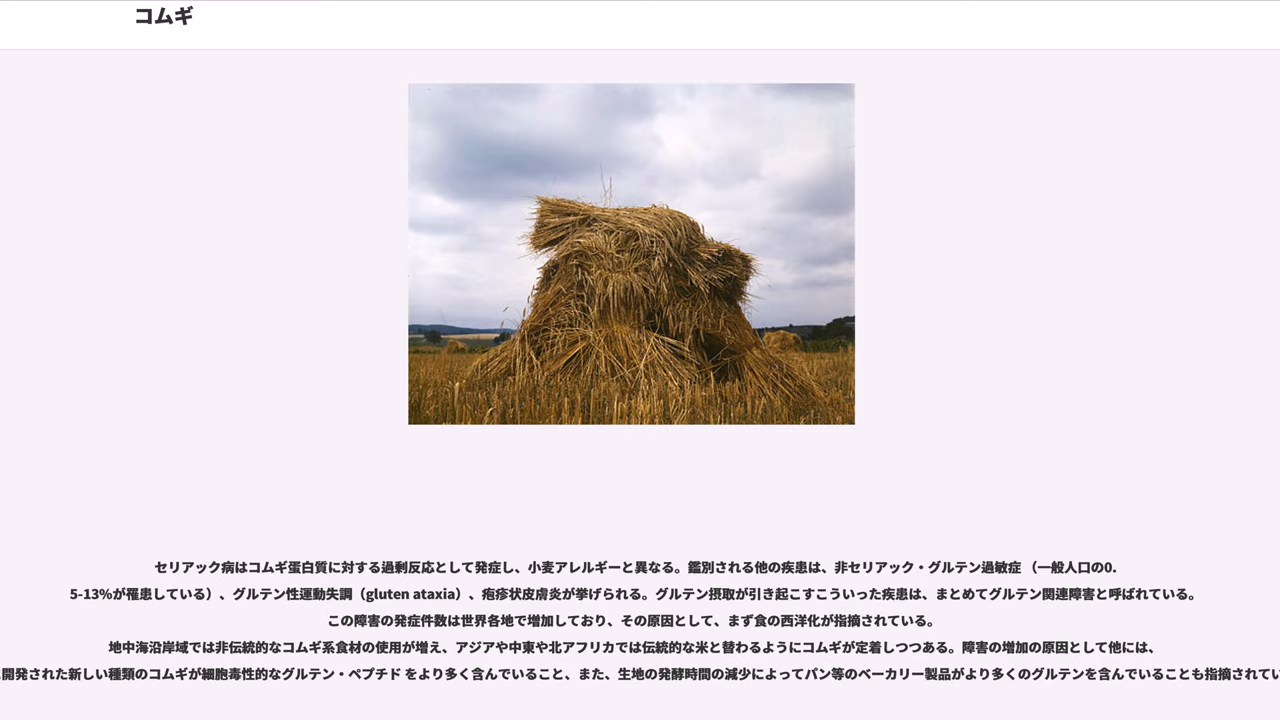 コムギ
セリアック病はコムギ蛋白質に対する過剰反応として発症し、小麦アレルギーと異なる。鑑別される他の疾患は、非セリアック・グルテン過敏症 （一般人口の0.
5-13%が罹患している）、グルテン性運動失調（gluten ataxia）、疱疹状皮膚炎が挙げられる。グルテン摂取が引き起こすこういった疾患は、まとめてグルテン関連障害と呼ばれている。
この障害の発症件数は世界各地で増加しており、その原因として、まず食の西洋化が指摘されている。
地中海沿岸域では非伝統的なコムギ系食材の使用が増え、アジアや中東や北アフリカでは伝統的な米と替わるようにコムギが定着しつつある。障害の増加の原因として他には、
開発された新しい種類のコムギが細胞毒性的なグルテン・ペプチド をより多く含んでいること、また、生地の発酵時間の減少によってパン等のベーカリー製品がより多くのグルテンを含んでいることも指摘されてい